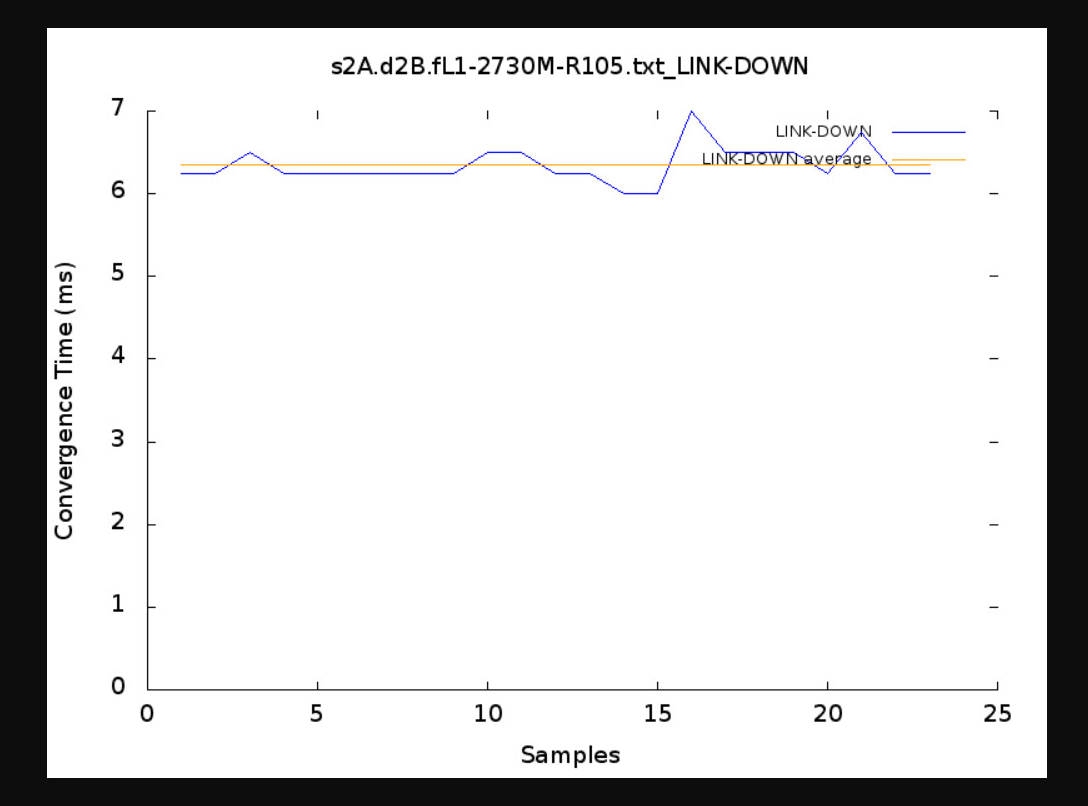 s2A.d2B.fL1-2730M-R105.txt_LINK-DOWN
7
LINK-DOWN
LINK-DOWN average
6
5
4
3
2
1
0
Convergence Time (ms)
0 5 10 15 20 25
Samples